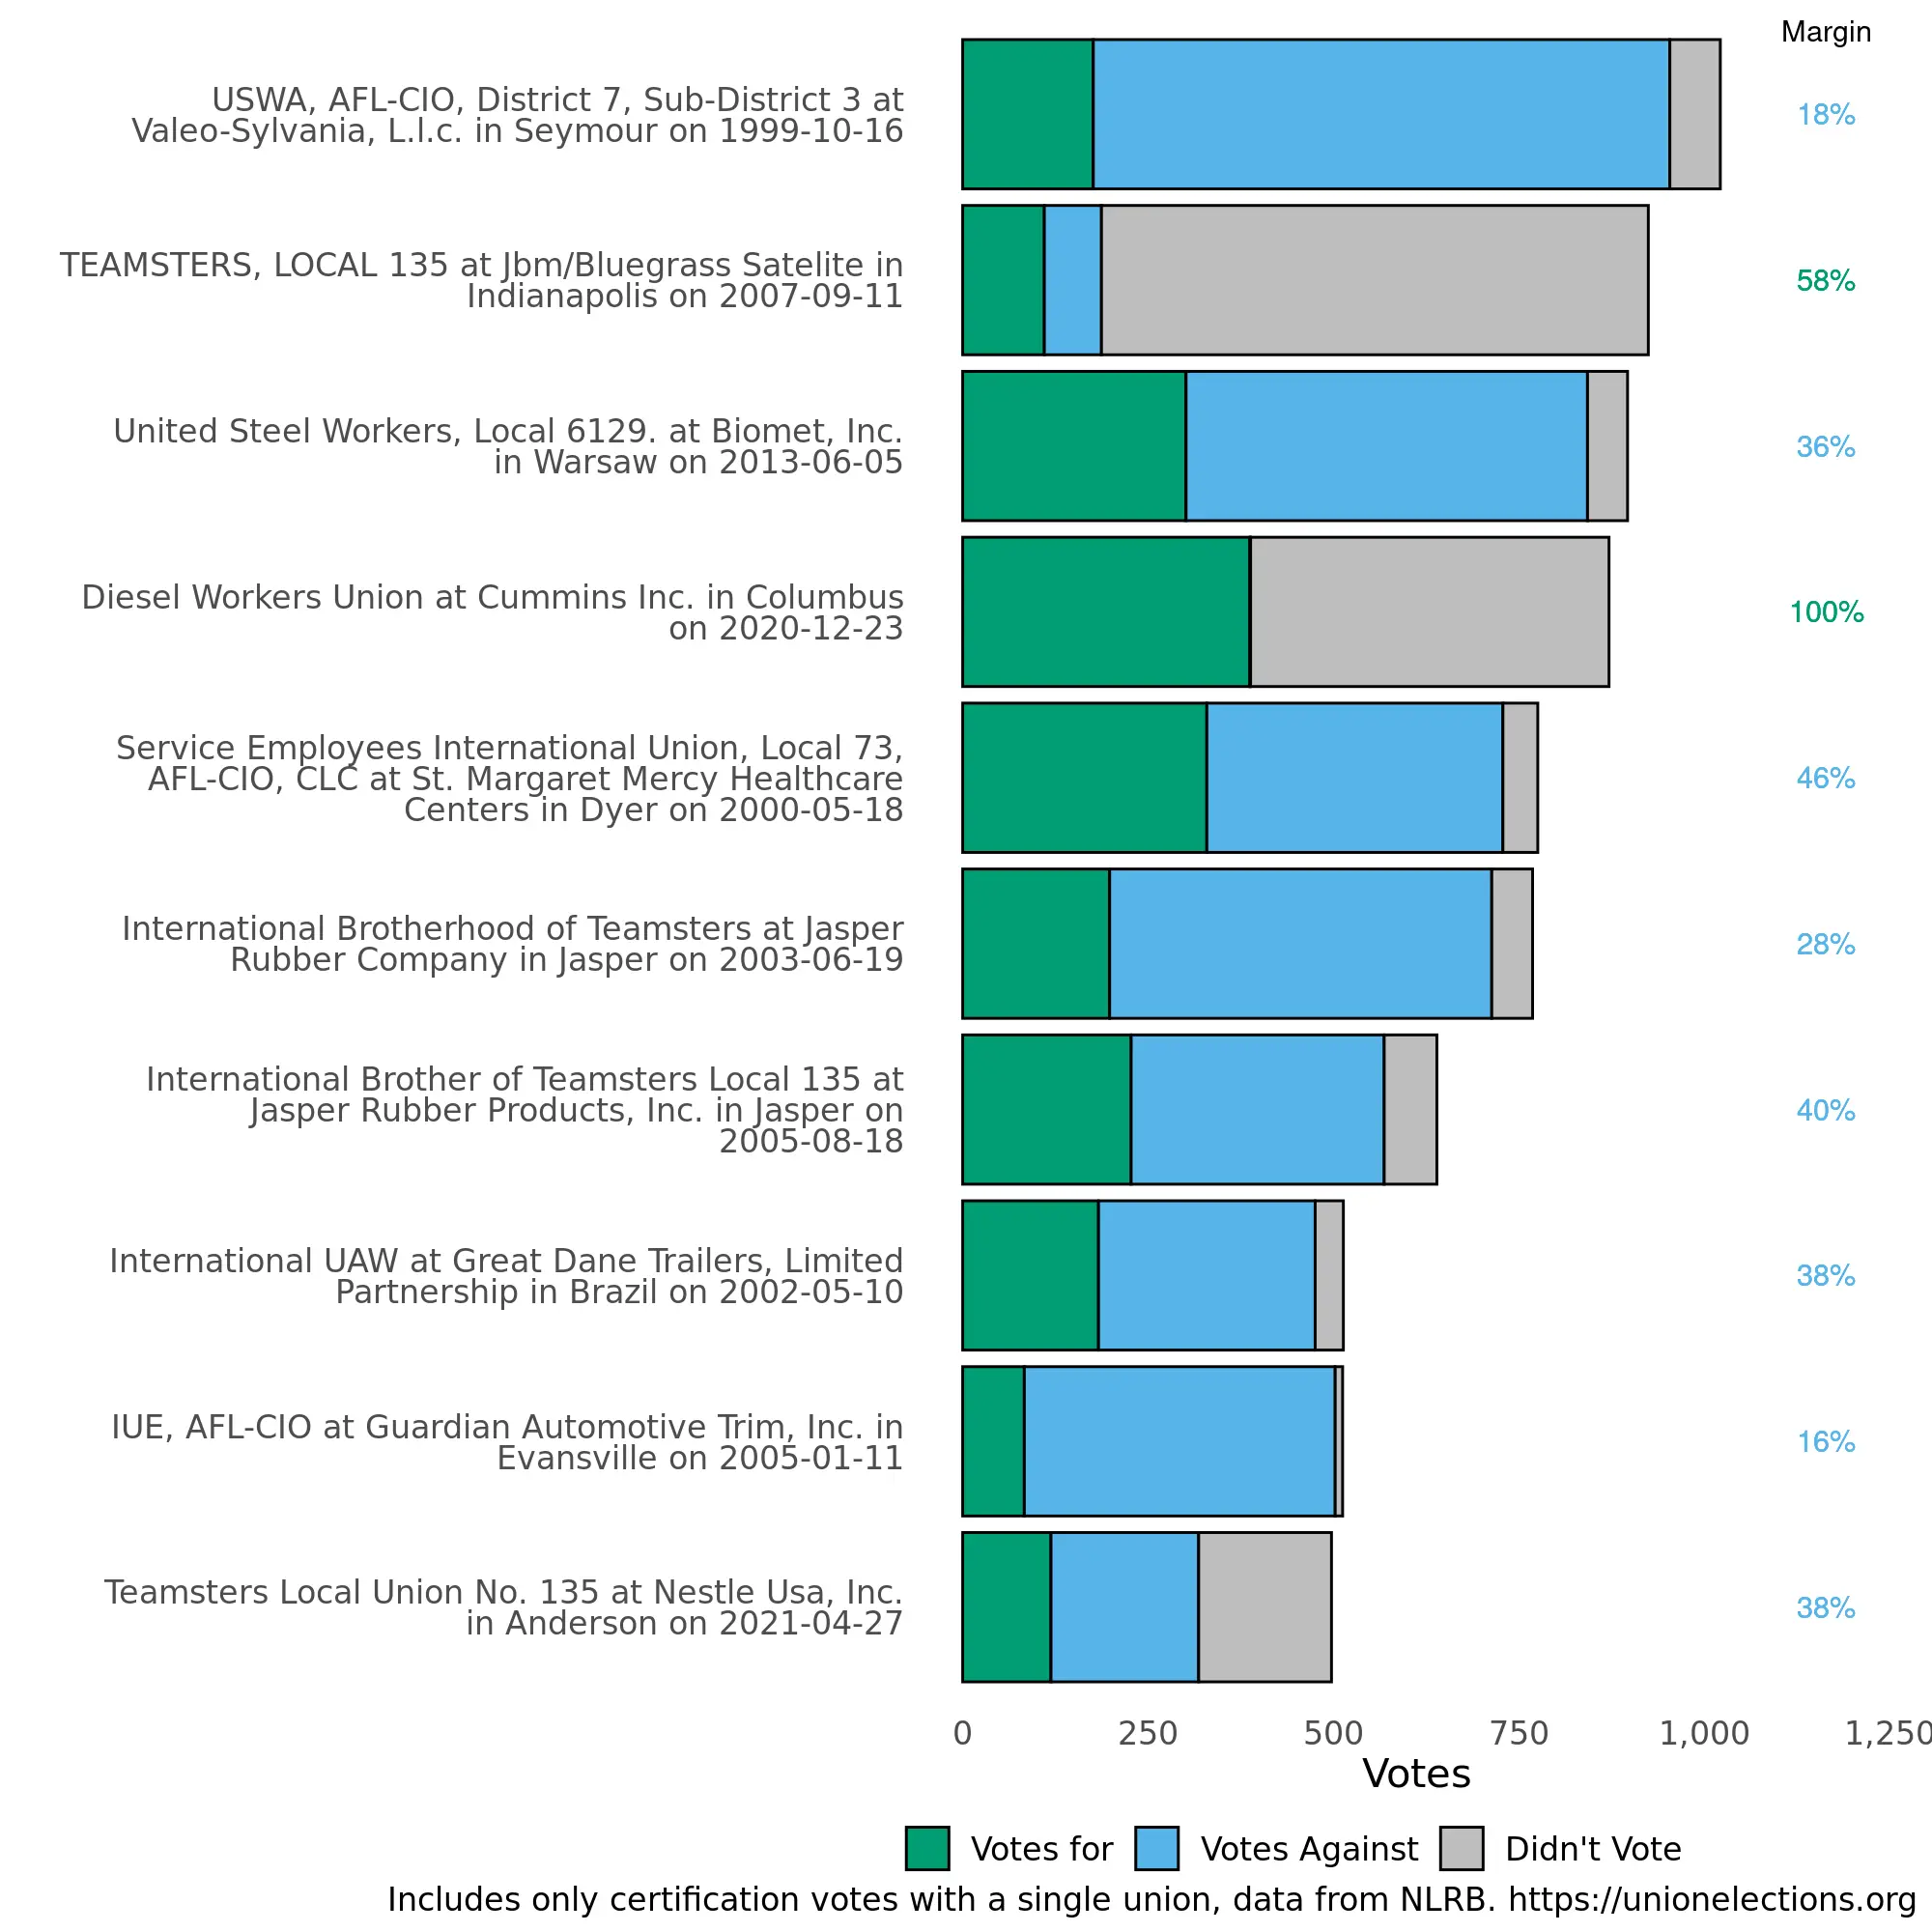 Margin
USWA, AFL-CIO, District 7, Sub-District 3 at
Valeo-Sylvania, L.l.c. in Seymour on 1999-10-16
18%
TEAMSTERS, LOCAL 135 at Jbm/Bluegrass Satelite in
Indianapolis on 2007-09-11
58%
United Steel Workers, Local 6129. at Biomet, Inc.
in Warsaw on 2013-06-05
36%
Diesel Workers Union at Cummins Inc. in Columbus
on 2020-12-23
100%
Service Employees International Union, Local 73,
AFL-CIO, CLC at St. Margaret Mercy Healthcare
Centers in Dyer on 2000-05-18
46%
International Brotherhood of Teamsters at Jasper
Rubber Company in Jasper on 2003-06-19
28%
International Brother of Teamsters Local 135 at
Jasper Rubber Products, Inc. in Jasper on
2005-08-18
40%
International UAW at Great Dane Trailers, Limited
Partnership in Brazil on 2002-05-10
38%
IUE, AFL-CIO at Guardian Automotive Trim, Inc. in
Evansville on 2005-01-11
16%
Teamsters Local Union No. 135 at Nestle Usa, Inc.
in Anderson on 2021-04-27
38%
0 250 500 750 1,000 1,250
Votes
Votes for Votes Against Didn't Vote
Includes only certification votes with a single union, data from NLRB. https://unionelections.org